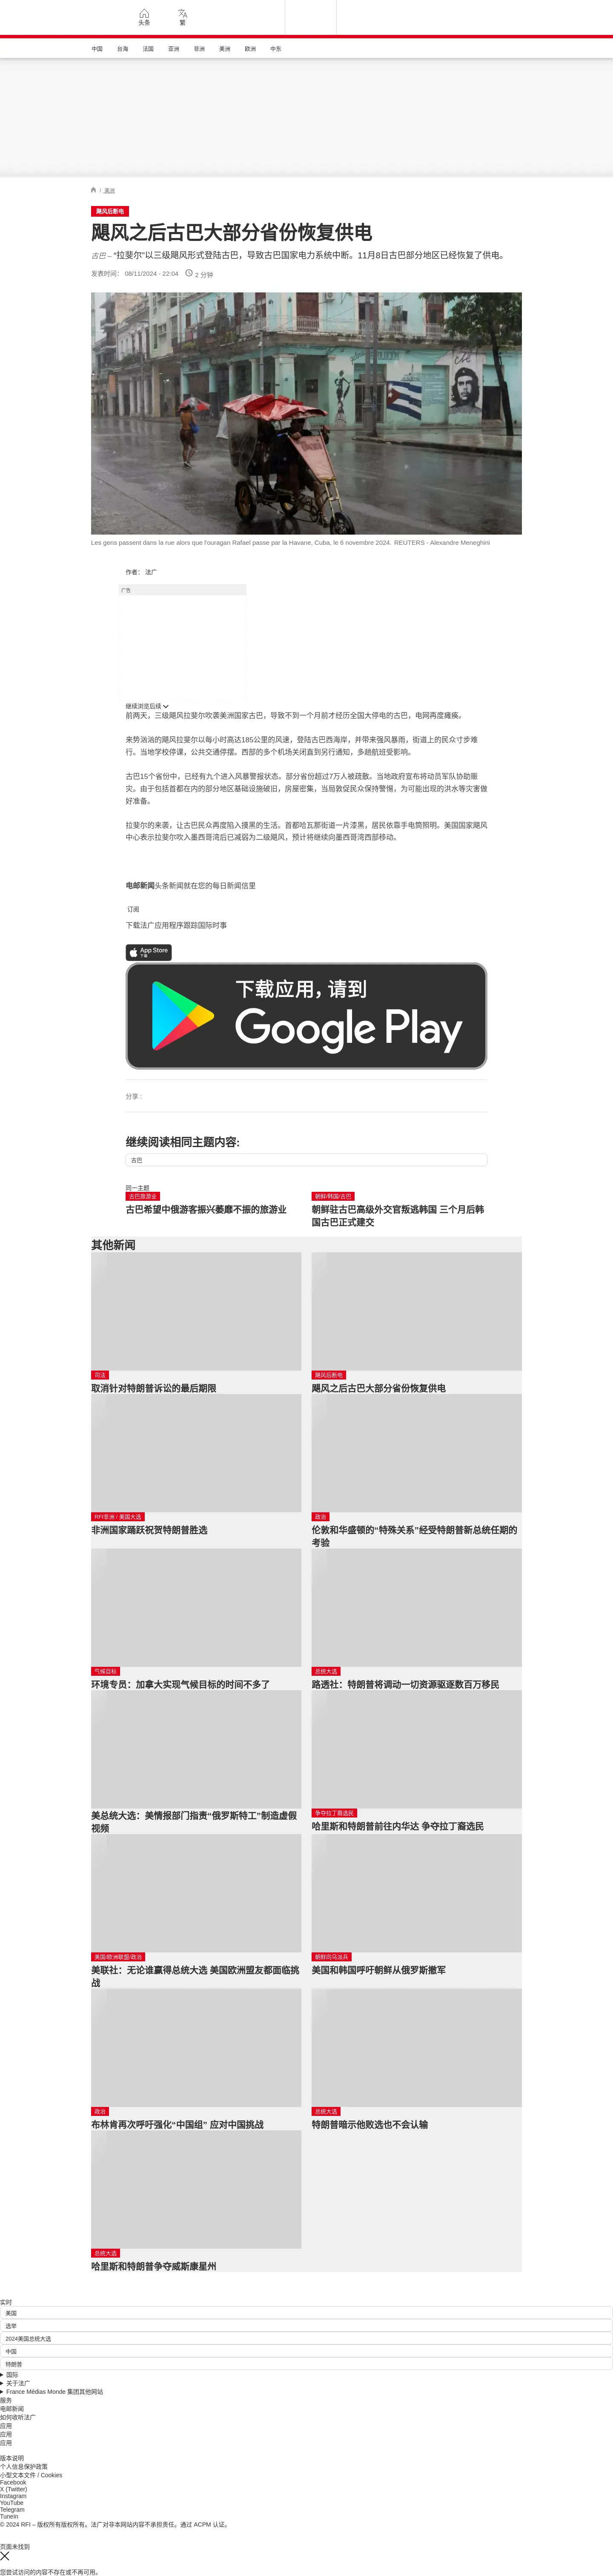 头条
繁
中国
台海
法国
亚洲
非洲
美洲
欧洲
中东
/ 美洲
飓风后断电
飓风之后古巴大部分省份恢复供电
古巴 – “拉斐尔”以三级飓风形式登陆古巴，导致古巴国家电力系统中断。11月8日古巴部分地区已经恢复了供电。
发表时间： 08/11/2024 - 22:04
2 分钟
Les gens passent dans la rue alors que l'ouragan Rafael passe par la Havane, Cuba, le 6 novembre 2024. REUTERS - Alexandre Meneghini
作者： 法广
广告
继续浏览后续
前两天，三级飓风拉斐尔吹袭美洲国家古巴，导致不到一个月前才经历全国大停电的古巴，电网再度瘫痪。
来势汹汹的飓风拉斐尔以每小时高达185公里的风速，登陆古巴西海岸，并带来强风暴雨，街道上的民众寸步难
行。当地学校停课，公共交通停摆。西部的多个机场关闭直到另行通知，多趟航班受影响。
古巴15个省份中，已经有九个进入风暴警报状态。部分省份超过7万人被疏散。当地政府宣布将动员军队协助赈
灾。由于包括首都在内的部分地区基础设施破旧，房屋密集，当局敦促民众保持警惕，为可能出现的洪水等灾害做
好准备。
拉斐尔的来袭，让古巴民众再度陷入摸黑的生活。首都哈瓦那街道一片漆黑，居民依靠手电筒照明。美国国家飓风
中心表示拉斐尔吹入墨西哥湾后已减弱为二级飓风，预计将继续向墨西哥湾西部移动。
电邮新闻头条新闻就在您的每日新闻信里
订阅
下载法广应用程序跟踪国际时事
App Store
下载
下载应用，请到
Google Play
分享 :
继续阅读相同主题内容:
古巴
同一主题
古巴旅游业
古巴希望中俄游客振兴萎靡不振的旅游业
朝鲜/韩国/古巴
朝鲜驻古巴高级外交官叛逃韩国 三个月后韩
国古巴正式建交
其他新闻
司法
取消针对特朗普诉讼的最后期限
飓风后断电
飓风之后古巴大部分省份恢复供电
RFI非洲 / 美国大选
非洲国家踊跃祝贺特朗普胜选
政治
伦敦和华盛顿的“特殊关系”经受特朗普新总统任期的
考验
气候目标
环境专员：加拿大实现气候目标的时间不多了
总统大选
路透社：特朗普将调动一切资源驱逐数百万移民
美总统大选：美情报部门指责“俄罗斯特工”制造虚假
视频
争夺拉丁裔选民
哈里斯和特朗普前往内华达 争夺拉丁裔选民
美国/欧洲联盟/政治
美联社：无论谁赢得总统大选 美国欧洲盟友都面临挑
战
朝鲜向乌派兵
美国和韩国呼吁朝鲜从俄罗斯撤军
政治
布林肯再次呼吁强化“中国组” 应对中国挑战
总统大选
特朗普暗示他败选也不会认输
总统大选
哈里斯和特朗普争夺威斯康星州
实时
美国
选举
2024美国总统大选
中国
特朗普
国际
关于法广
France Médias Monde 集团其他网站
服务
电邮新闻
如何收听法广
应用
应用
应用
版本说明
个人信息保护政策
小型文本文件 / Cookies
Facebook
X (Twitter)
Instagram
YouTube
Telegram
TuneIn
© 2024 RFI – 版权所有版权所有。法广对非本网站内容不承担责任。通过 ACPM 认证。
页面未找到
您尝试访问的内容不存在或不再可用。